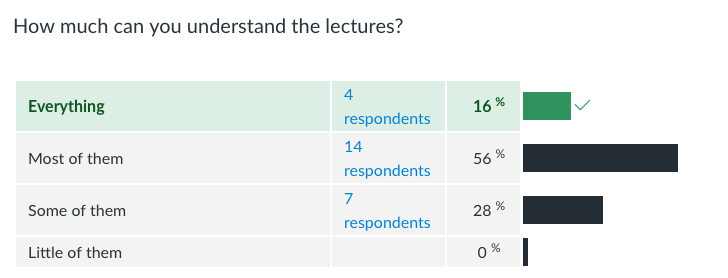 How much can you understand the lectures?
Everything
4
respondents
16 %
Most of them
14
respondents
56 %
Some of them
7
respondents
28 %
Little of them
0 %